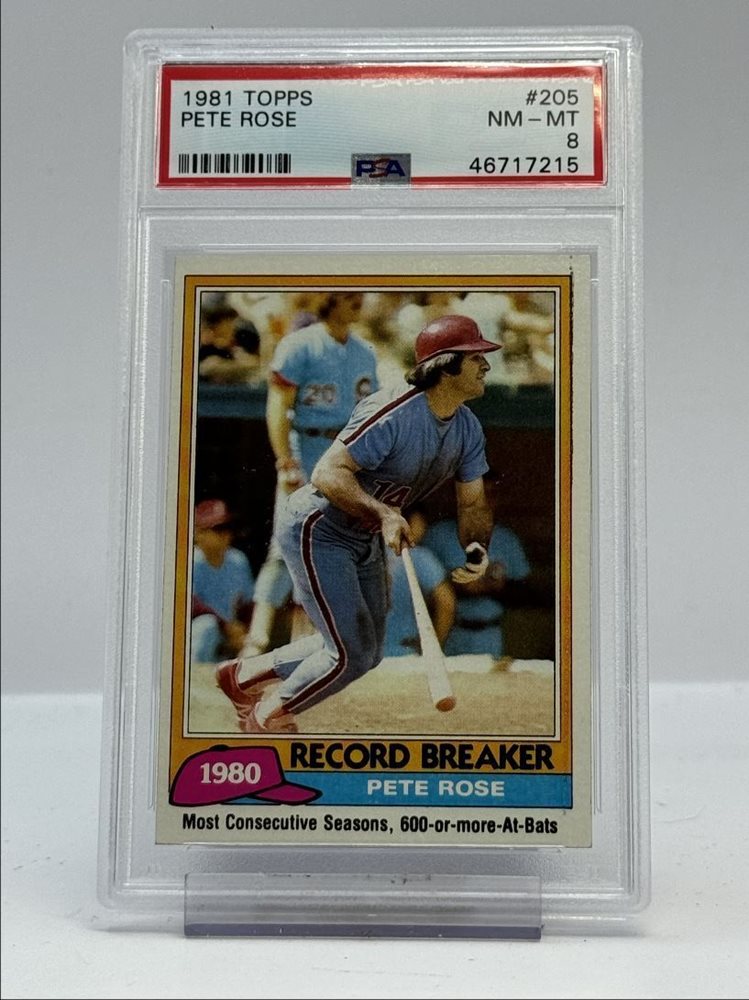 1981 TOPPS #205
PETE ROSE NM - MT
8
PSA 46717215
20
14
1980 RECORD BREAKER
PETE ROSE
Most Consecutive Seasons, 600-or-more-At-Bats